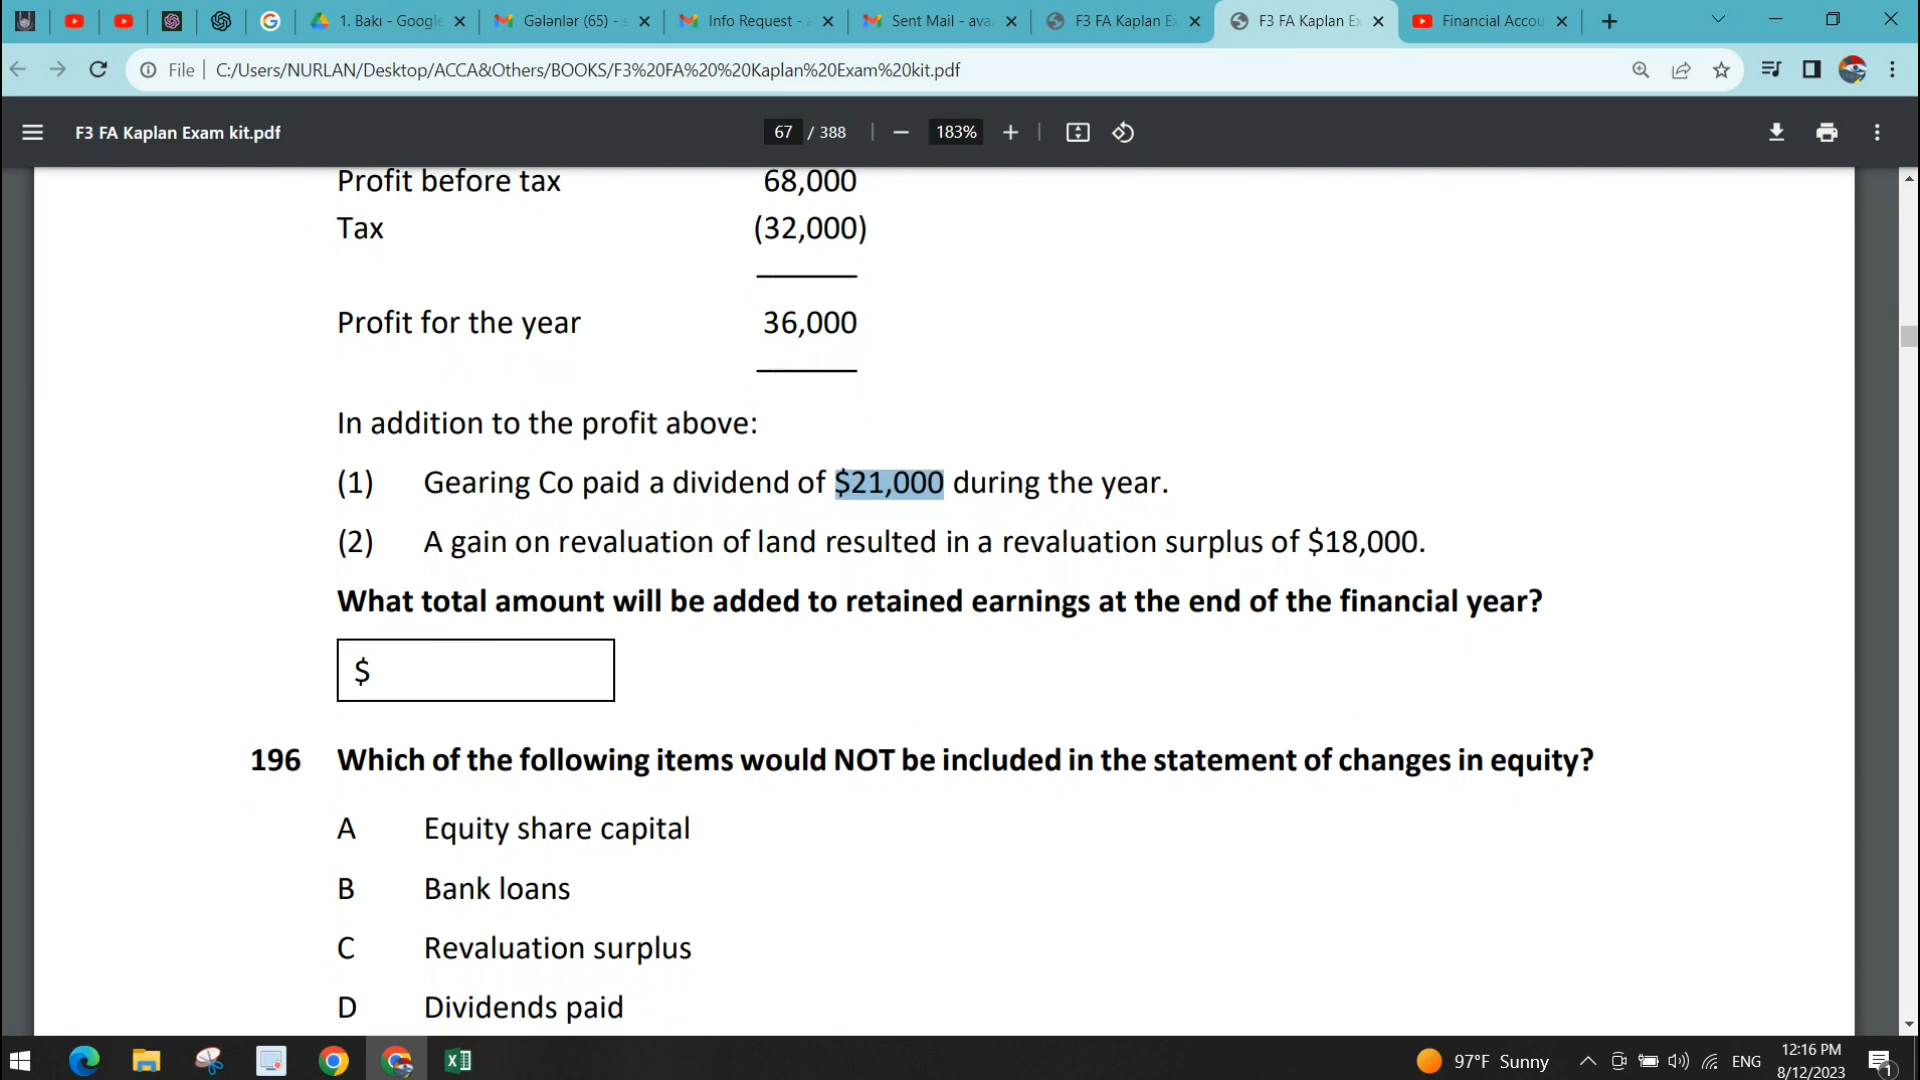 1. Bakı - Google
Gələnlər (65) - s
Info Request - a
Sent Mail - ava
F3 FA Kaplan Ex
F3 FA Kaplan Ex
Financial Accou
File
C:/Users/NURLAN/Desktop/ACCA&Others/BOOKS/F3%20FA%20%20Kaplan%20Exam%20kit.pdf
F3 FA Kaplan Exam kit.pdf
67 / 388
183%
Profit before tax 68,000
Tax (32,000)
Profit for the year 36,000
In addition to the profit above:
(1) Gearing Co paid a dividend of $21,000 during the year.
(2) A gain on revaluation of land resulted in a revaluation surplus of $18,000.
What total amount will be added to retained earnings at the end of the financial year?
$
196 Which of the following items would NOT be included in the statement of changes in equity?
A Equity share capital
B Bank loans
C Revaluation surplus
D Dividends paid
97°F Sunny
ENG
12:16 PM
8/12/2023
1